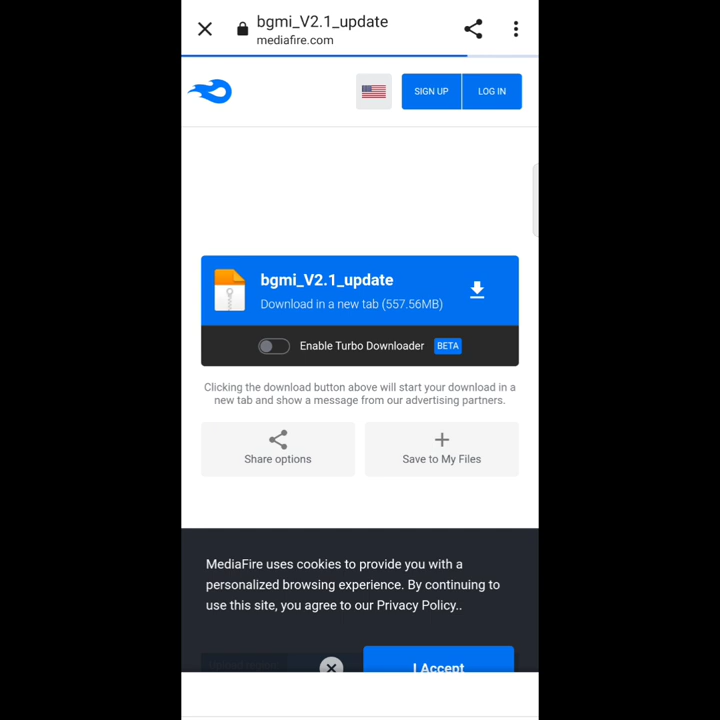 bgmi_V2.1_update
mediafire.com
SIGN UP
LOG IN
bgmi_V2.1_update
Download in a new tab (557.56MB)
Enable Turbo Downloader
BETA
Clicking the download button above will start your download in a
new tab and show a message from our advertising partners.
Share options
Save to My Files
MediaFire uses cookies to provide you with a
personalized browsing experience. By continuing to
use this site, you agree to our Privacy Policy..
I Accept